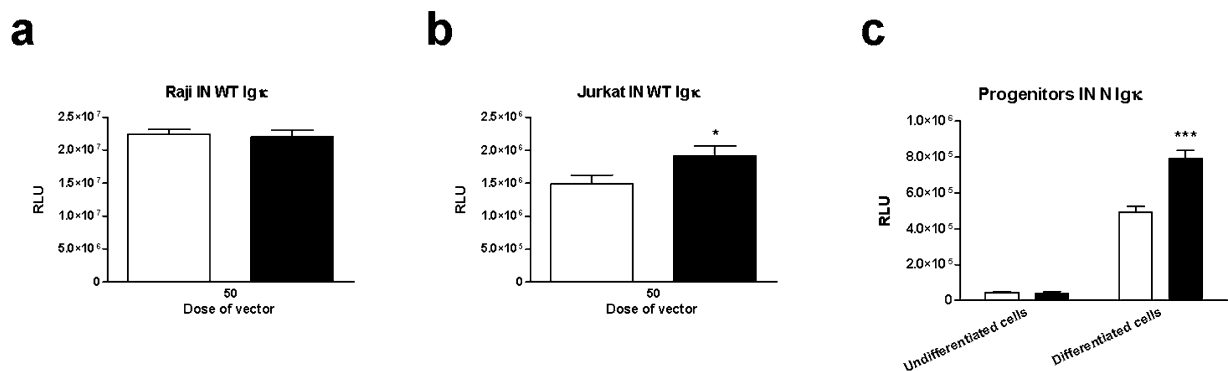 a
Raji IN WT Igκ
2.5×10⁷
2.0×10⁷
1.5×10⁷
1.0×10⁷
5.0×10⁶
0
RLU
50
Dose of vector
b
Jurkat IN WT Igκ
2.5×10⁶
2.0×10⁶
1.5×10⁶
1.0×10⁶
5.0×10⁵
0
RLU
*
50
Dose of vector
c
Progenitors IN N Igκ
1.0×10⁶
8.0×10⁵
6.0×10⁵
4.0×10⁵
2.0×10⁵
0
RLU
***
Undifferentiated cells
Differentiated cells